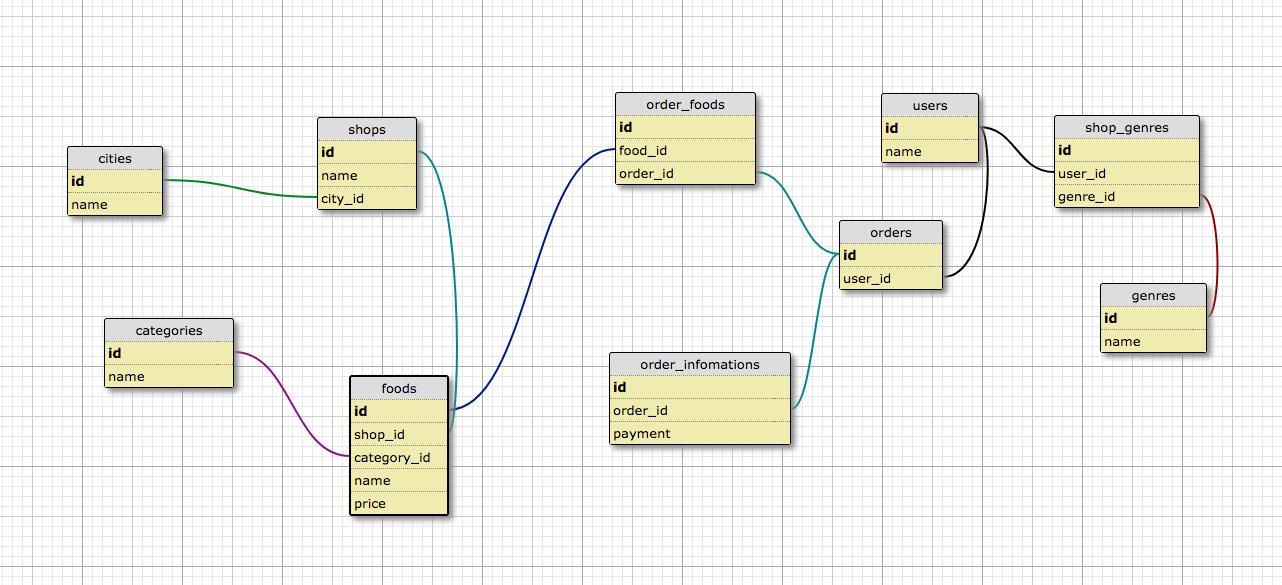 cities
id
name
shops
id
name
city_id
categories
id
name
foods
id
shop_id
category_id
name
price
order_foods
id
food_id
order_id
order_infomations
id
order_id
payment
users
id
name
orders
id
user_id
shop_genres
id
user_id
genre_id
genres
id
name